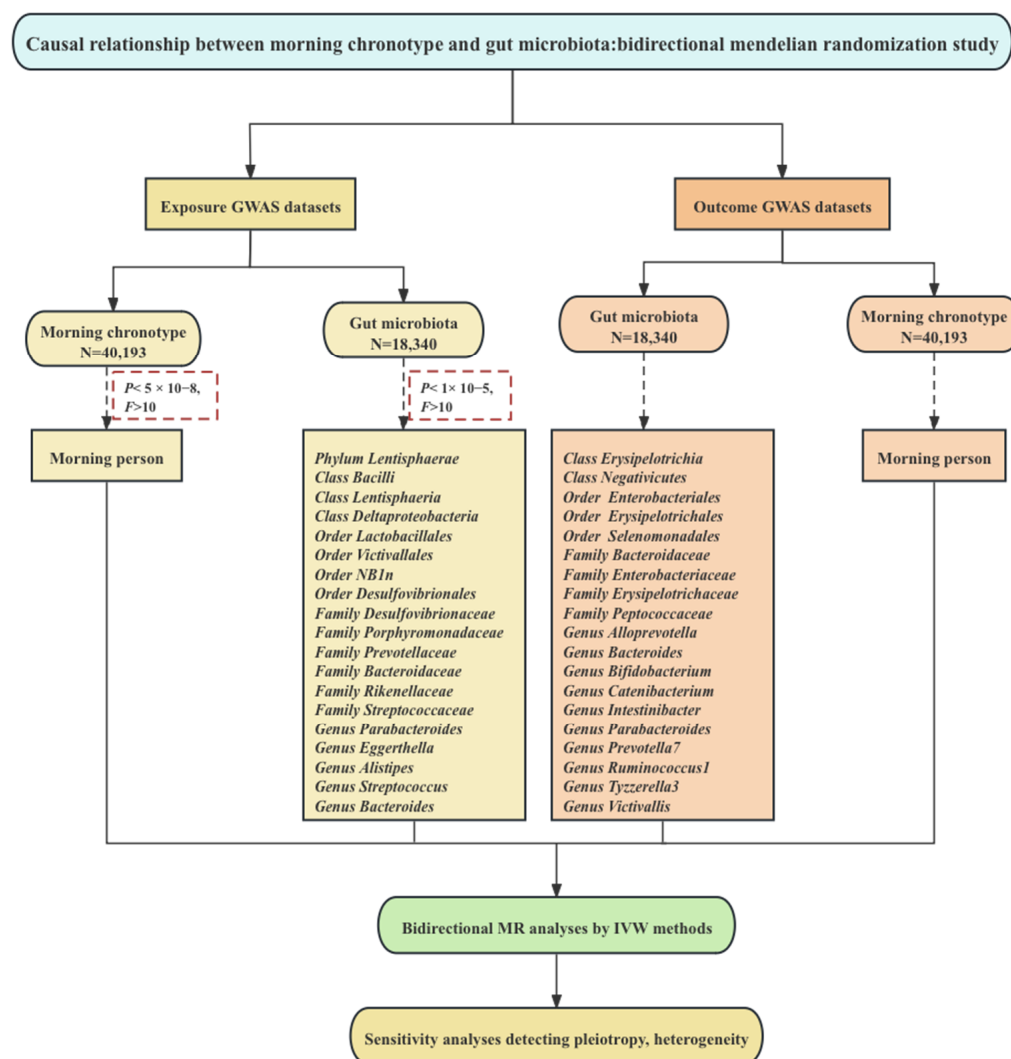 Causal relationship between morning chronotype and gut microbiota:bidirectional mendelian randomization study
Exposure GWAS datasets
Outcome GWAS datasets
Morning chronotype
N=40,193
Gut microbiota
N=18,340
Gut microbiota
N=18,340
Morning chronotype
N=40,193
P< 5 × 10−8,
F>10
P< 1× 10−5,
F>10
Morning person
Phylum Lentisphaerae
Class Bacilli
Class Lentisphaeria
Class Deltaproteobacteria
Order Lactobacillales
Order Victivallales
Order NB1n
Order Desulfovibrionales
Family Desulfovibrionaceae
Family Porphyromonadaceae
Family Prevotellaceae
Family Bacteroidaceae
Family Rikenellaceae
Family Streptococcaceae
Genus Parabacteroides
Genus Eggerthella
Genus Alistipes
Genus Streptococcus
Genus Bacteroides
Class Erysipelotrichia
Class Negativicutes
Order Enterobacteriales
Order Erysipelotrichales
Order Selenomonadales
Family Bacteroidaceae
Family Enterobacteriaceae
Family Erysipelotrichaceae
Family Peptococcaceae
Genus Alloprevotella
Genus Bacteroides
Genus Bifidobacterium
Genus Catenibacterium
Genus Intestinibacter
Genus Parabacteroides
Genus Prevotella7
Genus Ruminococcus1
Genus Tyzzerella3
Genus Victivallis
Morning person
Bidirectional MR analyses by IVW methods
Sensitivity analyses detecting pleiotropy, heterogeneity